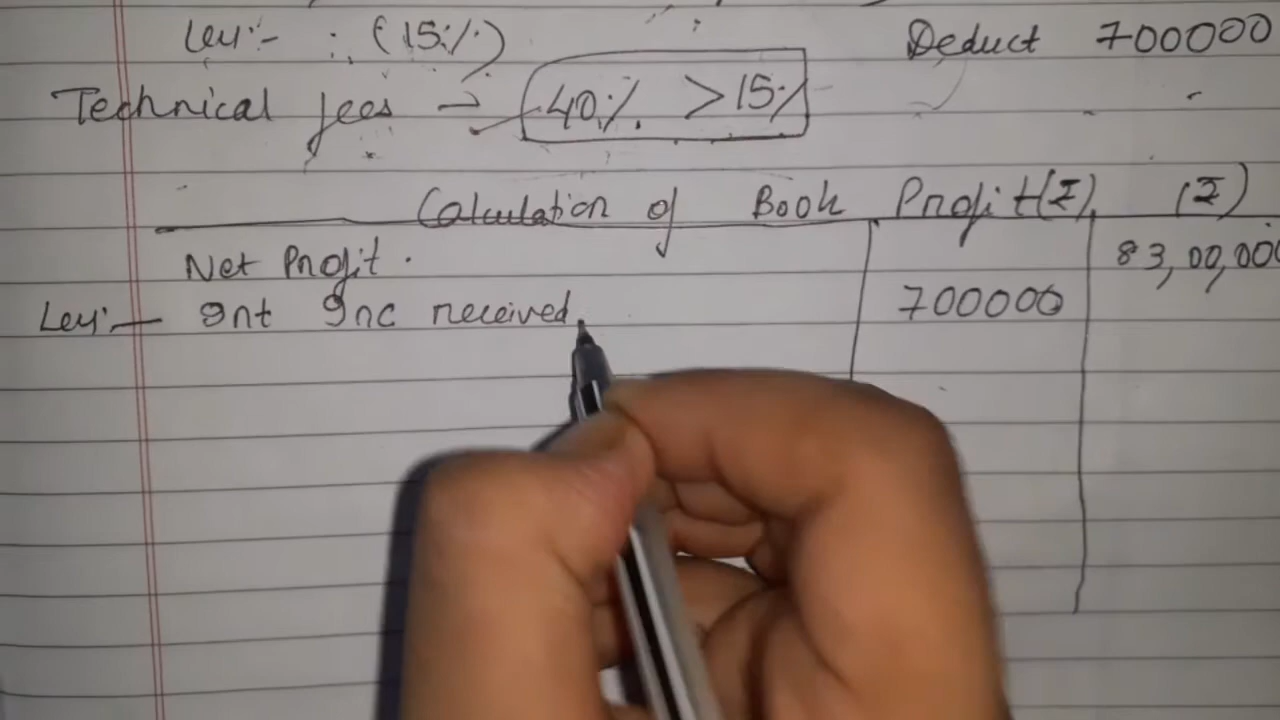 Less:- : (15%) Deduct 700000
Technical fees → 40% > 15%
Calculation of Book Profit (₹) (₹)
Net Profit. 83,00,000
Less:— Int Inc received 700000